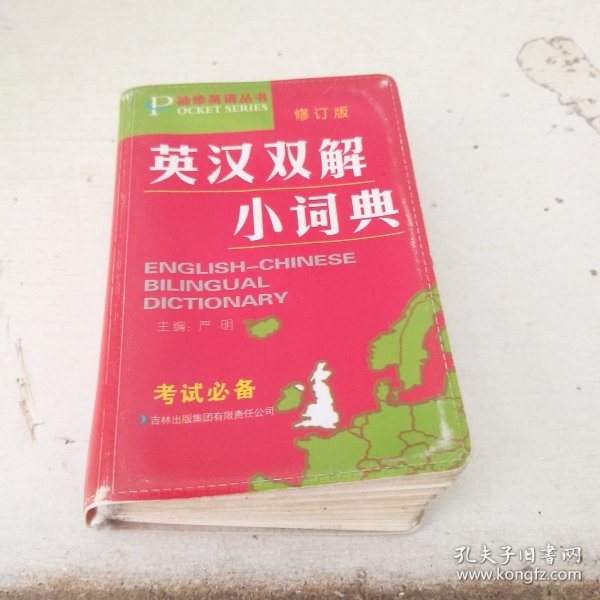 袖珍英语丛书
POCKET SERIES
修订版
英汉双解
小词典
ENGLISH-CHINESE
BILINGUAL
DICTIONARY
主编:严明
考试必备
吉林出版集团有限责任公司
孔夫子旧书网
www.kongfz.com